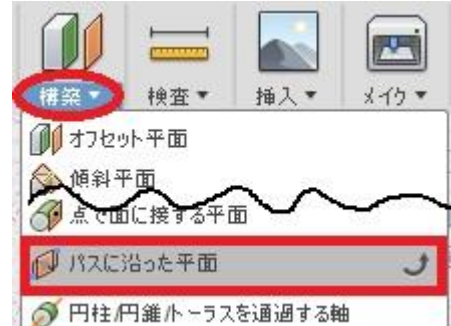 構築▼ 検査▼ 挿入▼ メイク▼
オフセット平面
傾斜平面
点で面に接する平面
パスに沿った平面
円柱/円錐/トーラスを通過する軸